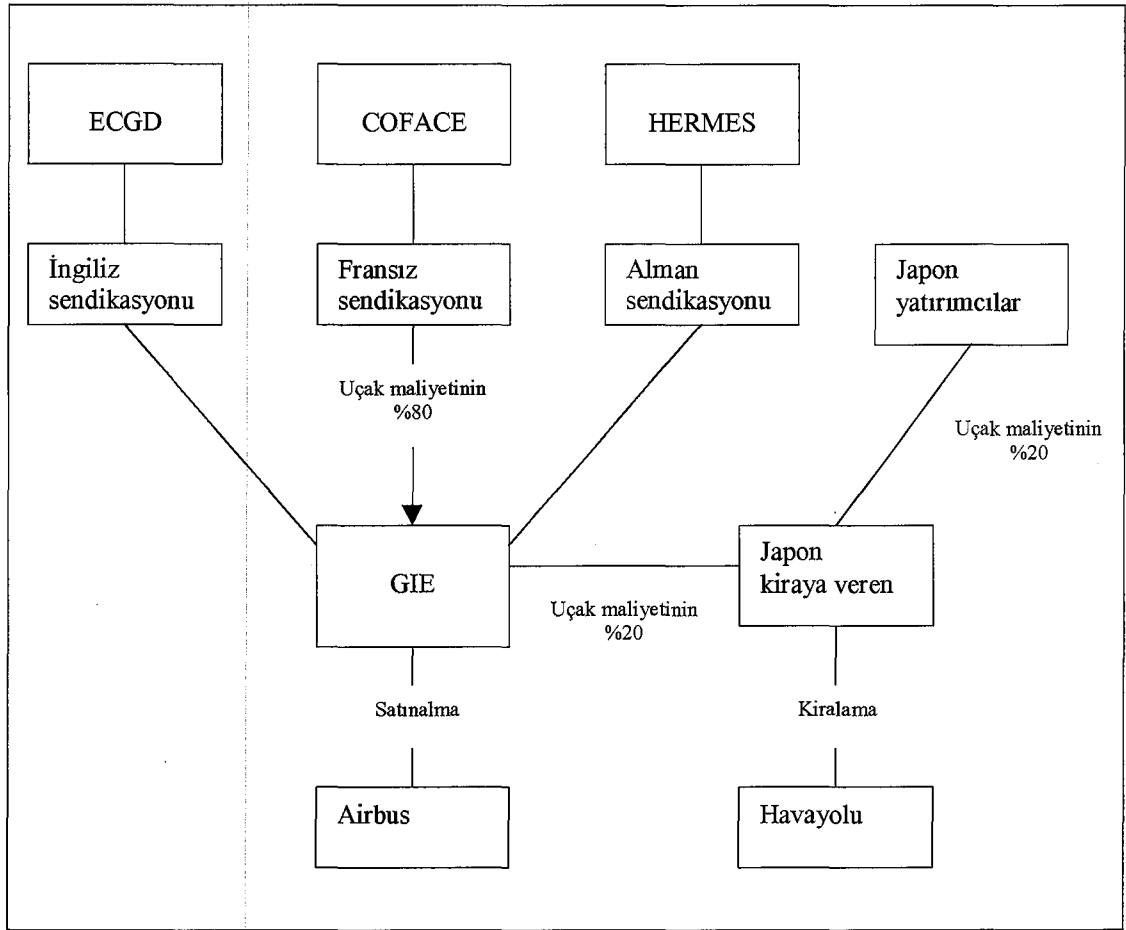 ECGD
COFACE
HERMES
İngiliz
sendikasyonu
Fransız
sendikasyonu
Alman
sendikasyonu
Japon
yatırımcılar
Uçak maliyetinin
%80
Uçak maliyetinin
%20
GIE
Japon
kiraya veren
Uçak maliyetinin
%20
Satınalma
Kiralama
Airbus
Havayolu